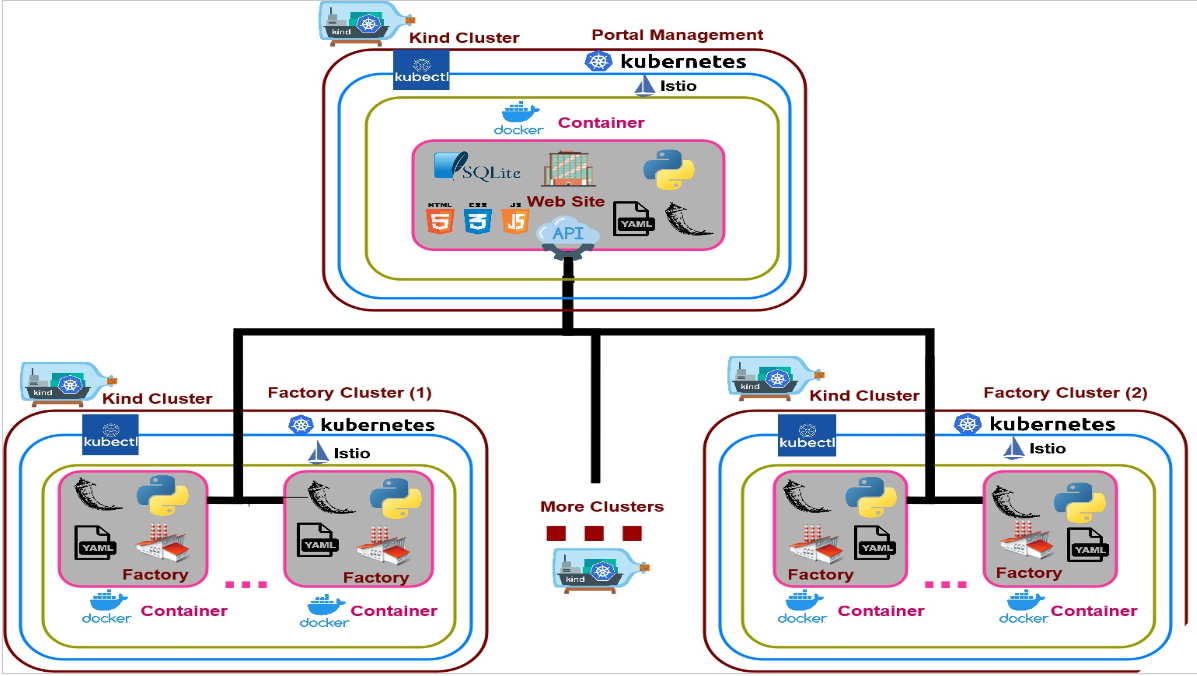 kind
Kind Cluster
Portal Management
kubectl
kubernetes
Istio
docker
Container
SQLite
Web Site
HTML
5
CSS
3
JS
JS
API
YAML
kind
Kind Cluster
Factory Cluster (1)
kubectl
kubernetes
Istio
YAML
Factory
YAML
Factory
docker
Container
docker
Container
More Clusters
kind
kind
Kind Cluster
Factory Cluster (2)
kubectl
kubernetes
Istio
YAML
Factory
YAML
Factory
docker
Container
docker
Container